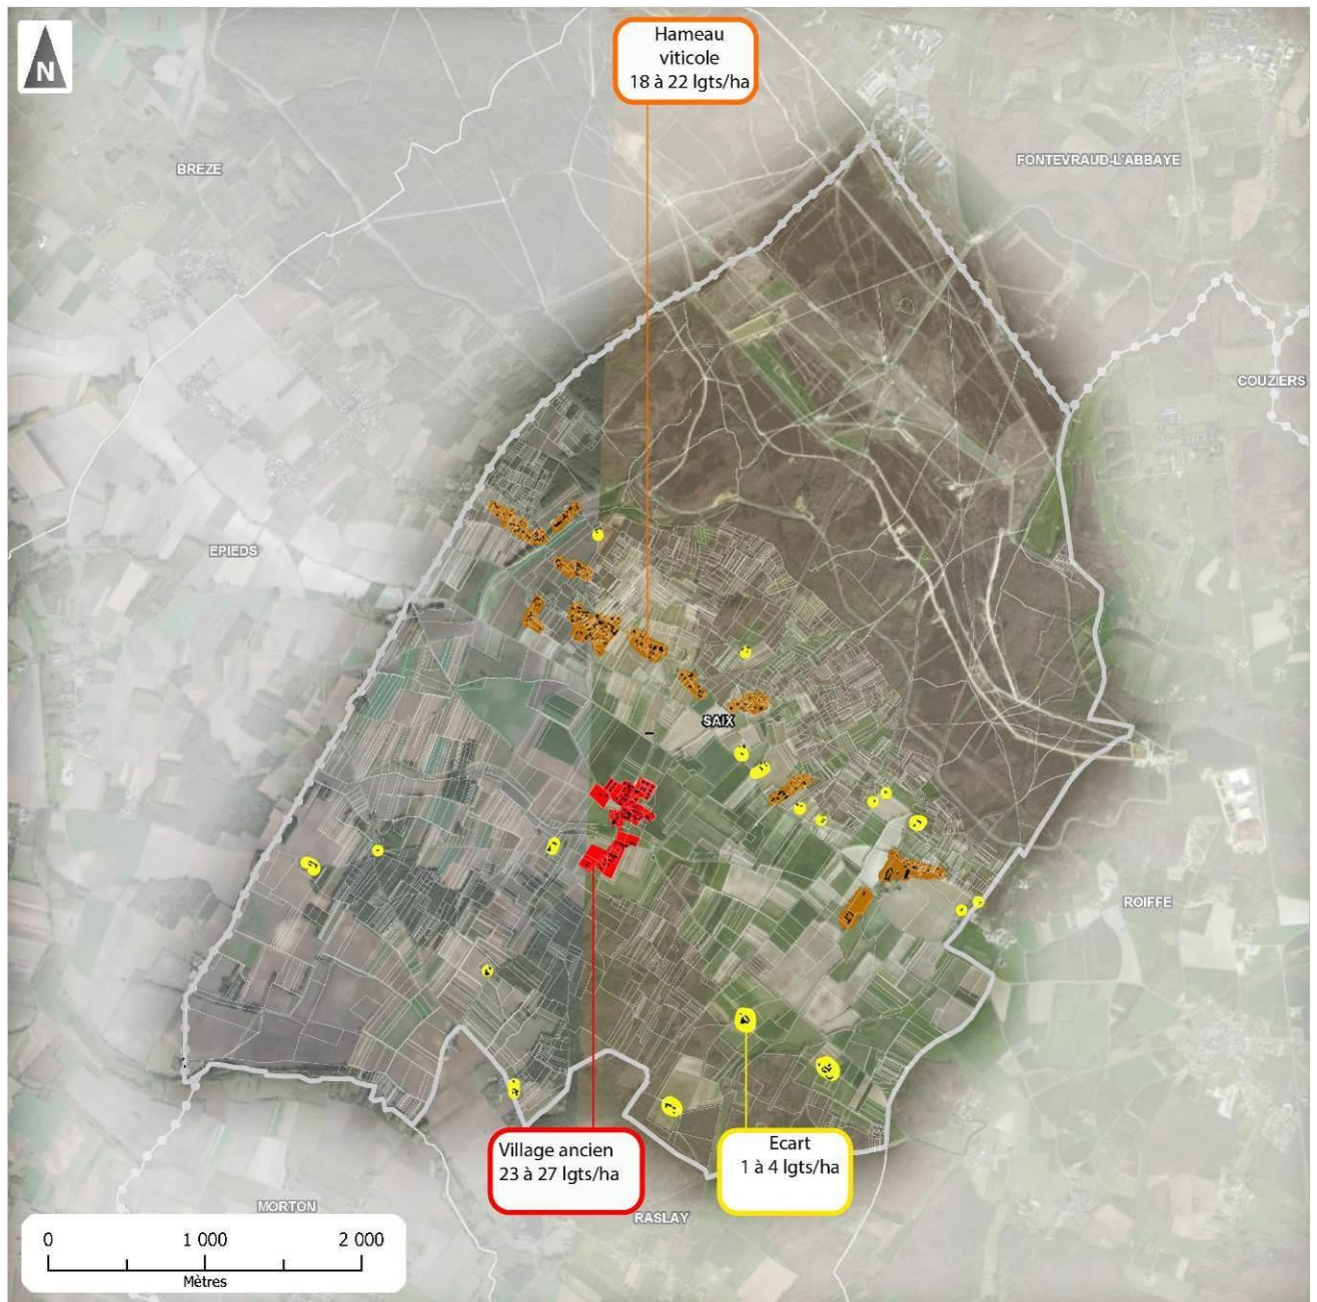 Hameau
viticole
18 à 22 lgts/ha
N
FONTEVRAUD-L'ABBAYE
BREZE
COUZIERS
EPIEDS
SAIX
ROIFFE
Village ancien
23 à 27 lgts/ha
Ecart
1 à 4 lgts/ha
MORTON
RASLAY
0 1 000 2 000
Mètres